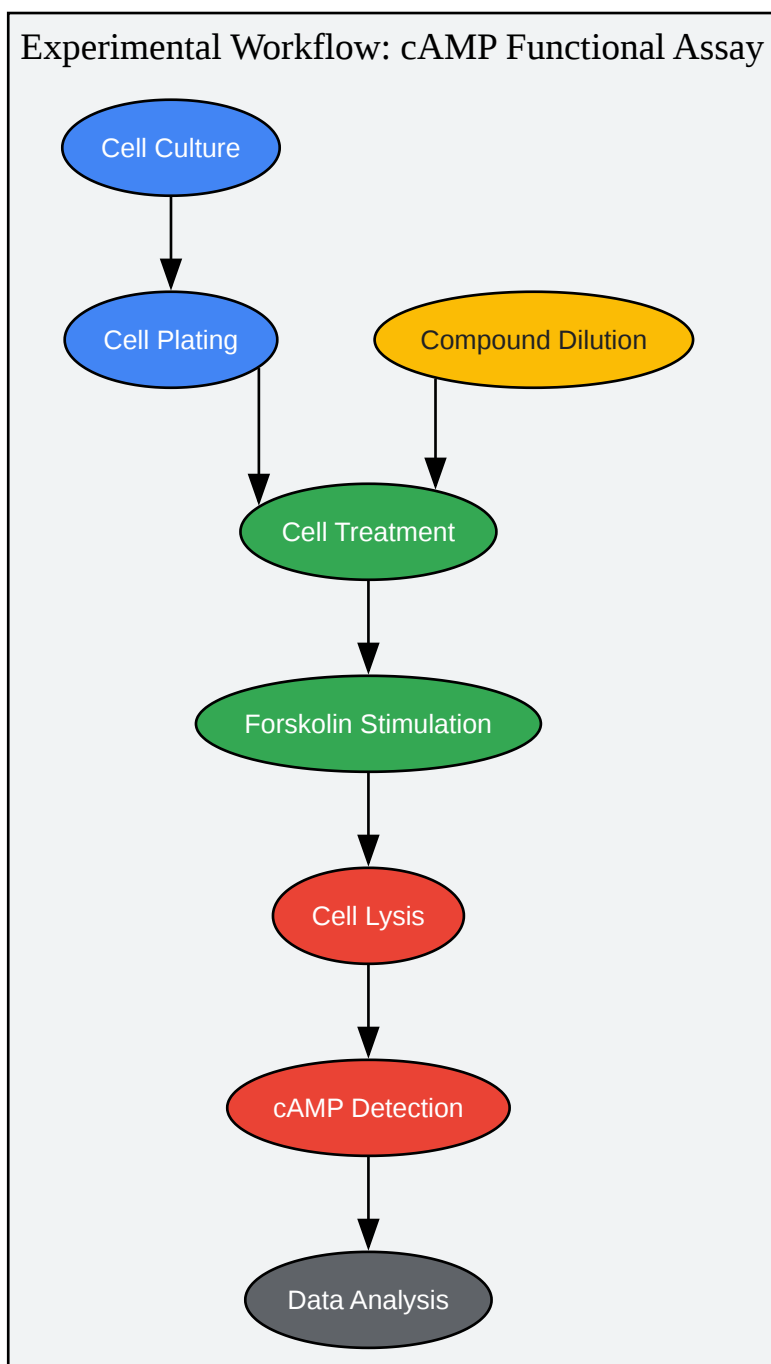 Experimental Workflow: cAMP Functional Assay
Cell Culture
Cell Plating
Compound Dilution
Cell Treatment
Forskolin Stimulation
Cell Lysis
cAMP Detection
Data Analysis